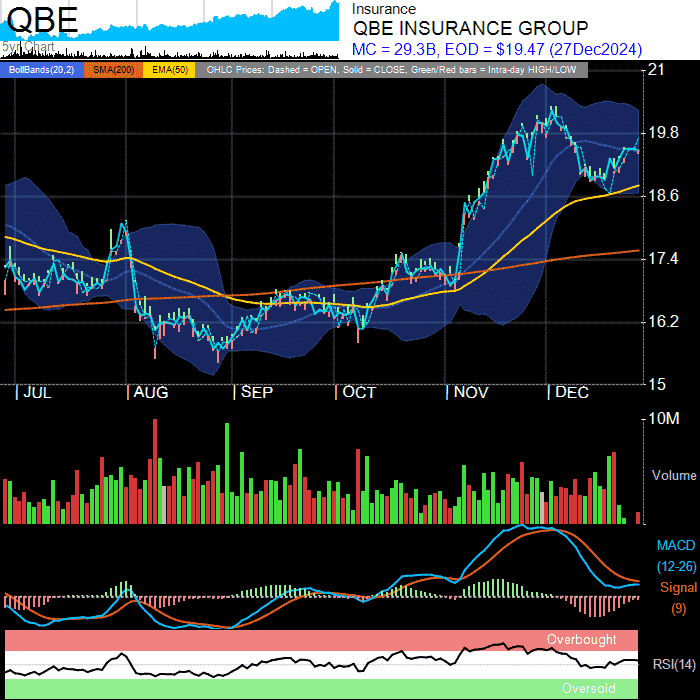 QBE
5yr Chart
Insurance
QBE INSURANCE GROUP
MC = 29.3B, EOD = $19.47 (27Dec2024)
BollBands(20,2) SMA(200) EMA(50) OHLC Prices: Dashed = OPEN, Solid = CLOSE, Green/Red bars = Intra-day HIGH/LOW
21
19.8
18.6
17.4
16.2
15
| JUL | AUG | SEP | OCT | NOV | DEC
10M
Volume
MACD
(12-26)
Signal
(9)
Overbought
RSI(14)
Oversold